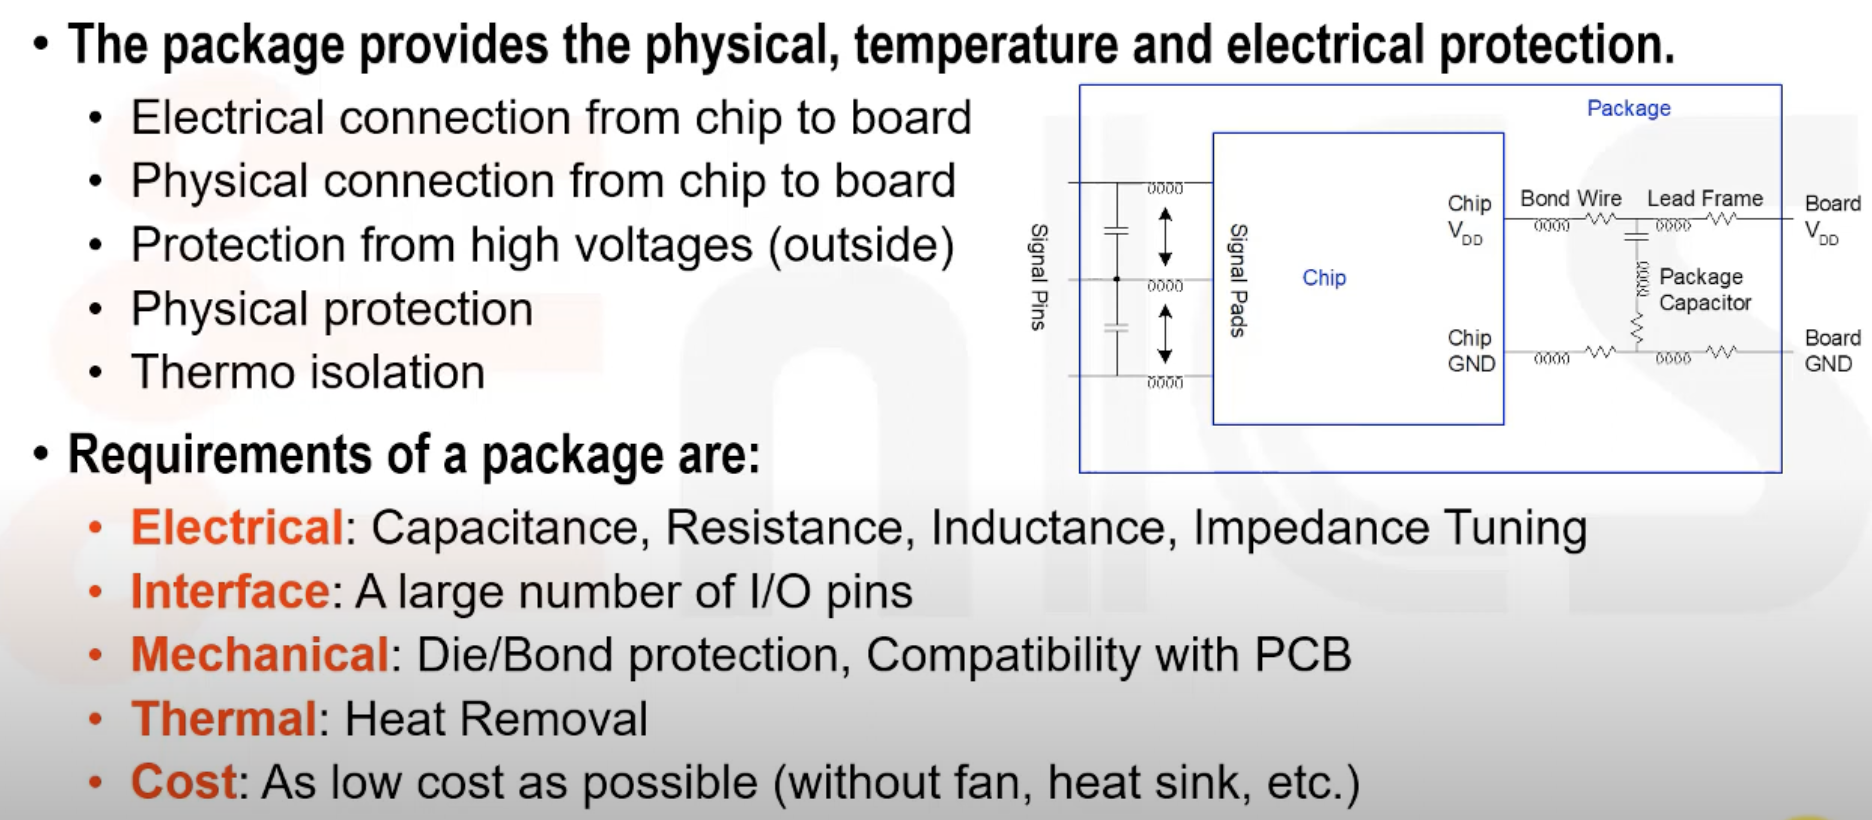 • The package provides the physical, temperature and electrical protection.
• Electrical connection from chip to board
• Physical connection from chip to board
• Protection from high voltages (outside)
• Physical protection
• Thermo isolation
• Requirements of a package are:
• Electrical: Capacitance, Resistance, Inductance, Impedance Tuning
• Interface: A large number of I/O pins
• Mechanical: Die/Bond protection, Compatibility with PCB
• Thermal: Heat Removal
• Cost: As low cost as possible (without fan, heat sink, etc.)
Package
Signal Pins
Signal Pads
Chip
Chip
VDD
Bond Wire
Lead Frame
Board
VDD
Package
Capacitor
Chip
GND
Board
GND